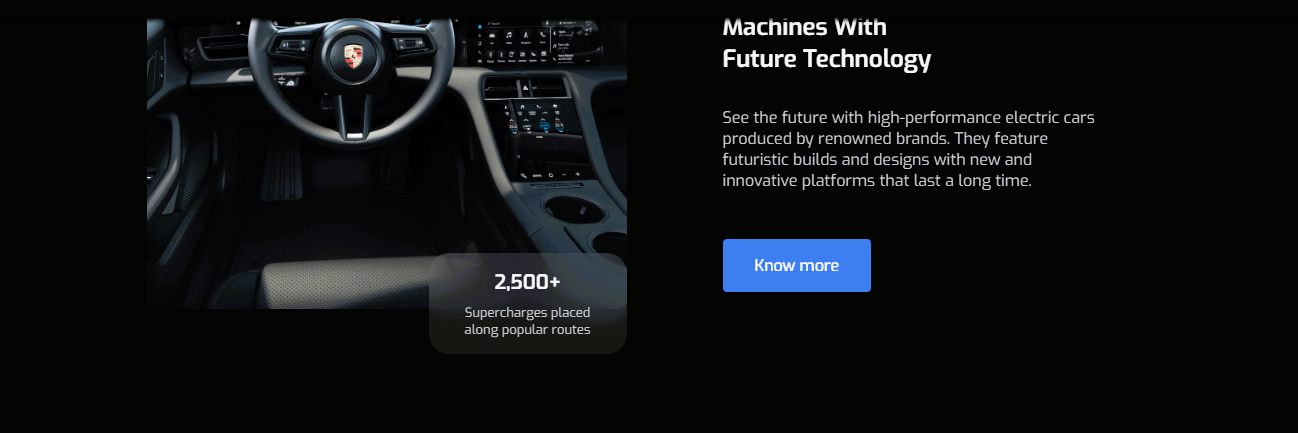 Machines With
Future Technology
See the future with high-performance electric cars
produced by renowned brands. They feature
futuristic builds and designs with new and
innovative platforms that last a long time.
Know more
2,500+
Supercharges placed
along popular routes